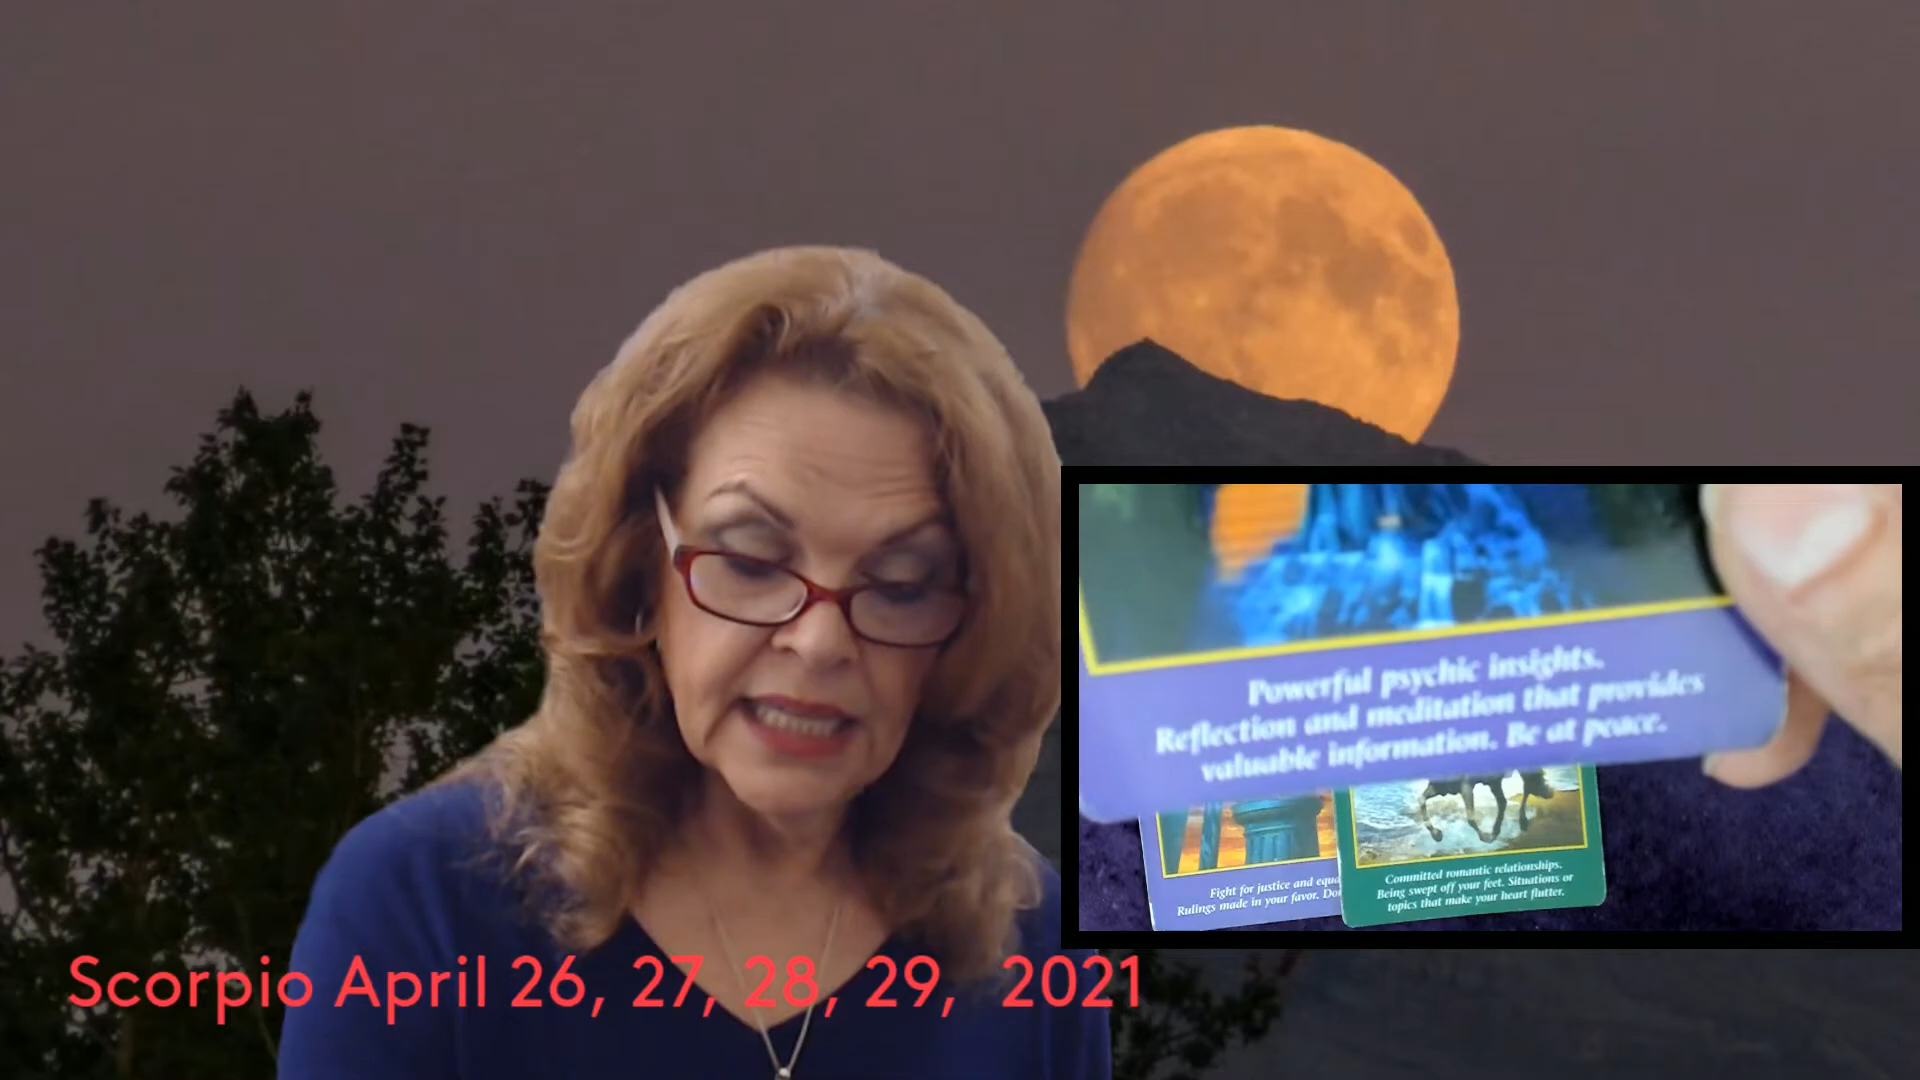 Powerful psychic insights.
Reflection and meditation that provides
valuable information. Be at peace.
Fight for justice and
Rulings made in your favor.
Committed romantic relationships.
Being swept off your feet. Situations or
topics that make your heart flutter.
Scorpio April 26, 27, 28, 29, 2021